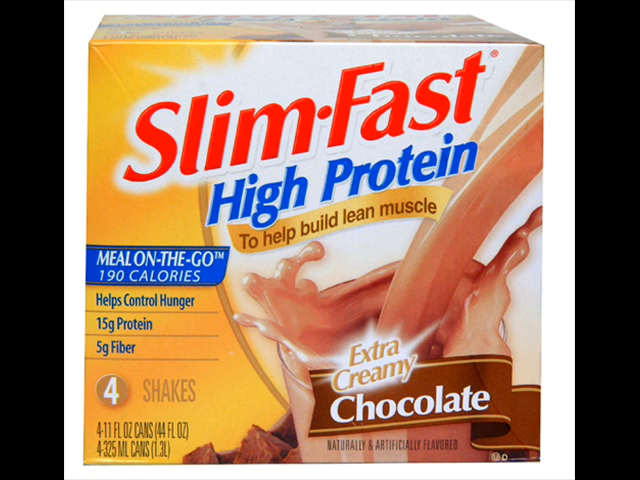 Slim·Fast®
High Protein
To help build lean muscle
MEAL ON-THE-GO™
190 CALORIES
Helps Control Hunger
15g Protein
5g Fiber
4 SHAKES
Extra
Creamy
Chocolate
4-11 FL OZ CANS (44 FL OZ)
4-325 ML CANS (1.3L)
NATURALLY & ARTIFICIALLY FLAVORED